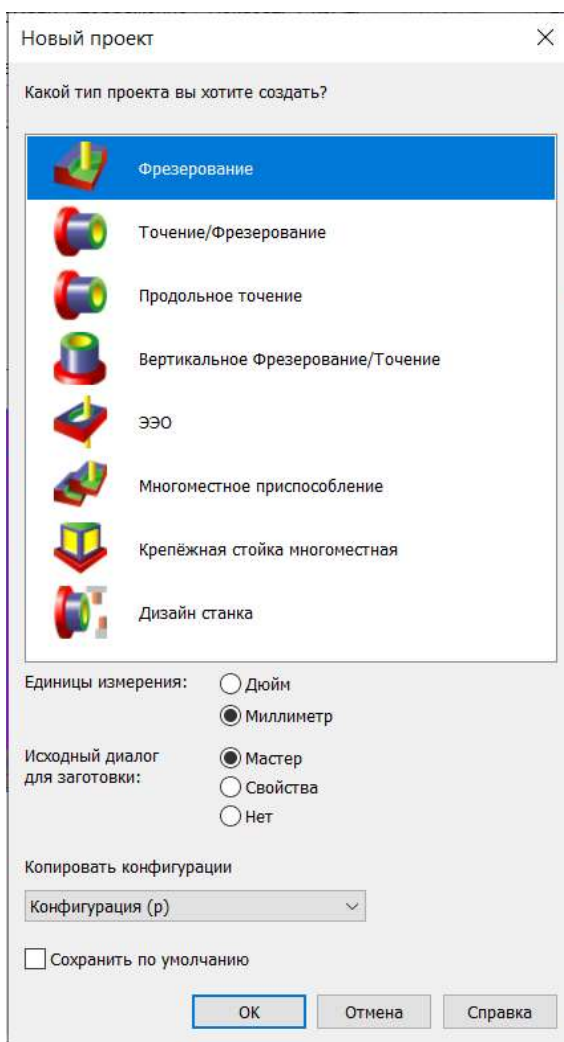 Новый проект
Какой тип проекта вы хотите создать?
Фрезерование
Точение/Фрезерование
Продольное точение
Вертикальное Фрезерование/Точение
ЭЭО
Многоместное приспособление
Крепёжная стойка многоместная
Дизайн станка
Единицы измерения:
Дюйм
Миллиметр
Исходный диалог
для заготовки:
Мастер
Свойства
Нет
Копировать конфигурации
Конфигурация (p)
Сохранить по умолчанию
ОК Отмена Справка